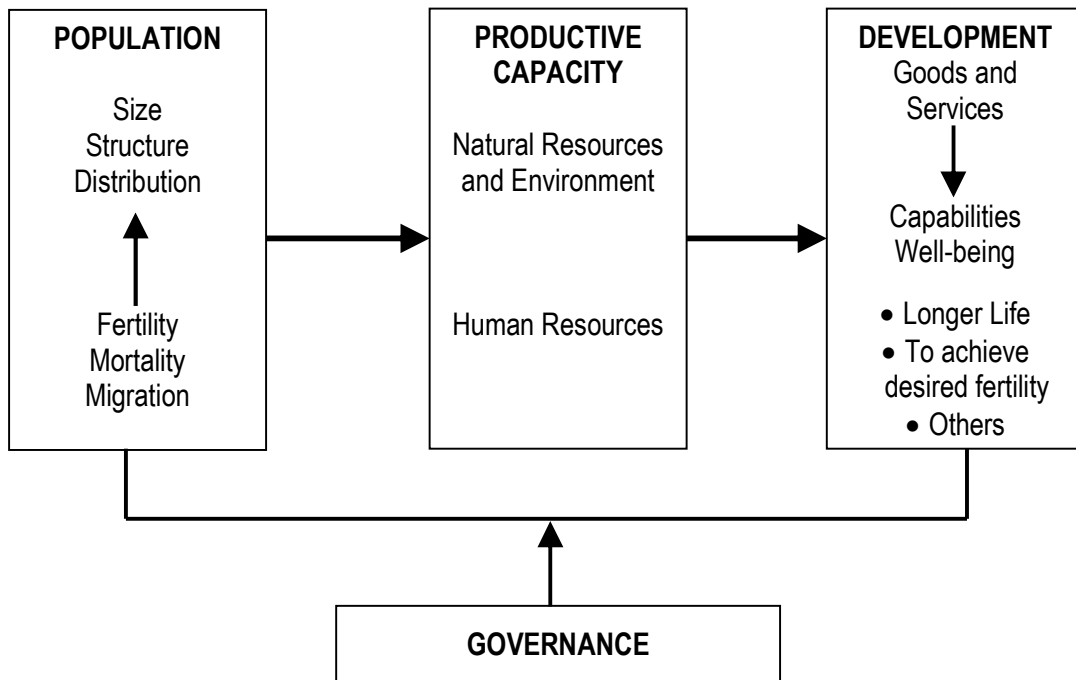 POPULATION
Size
Structure
Distribution
Fertility
Mortality
Migration
PRODUCTIVE
CAPACITY
Natural Resources
and Environment
Human Resources
DEVELOPMENT
Goods and
Services
Capabilities
Well-being
• Longer Life
• To achieve
desired fertility
• Others
GOVERNANCE